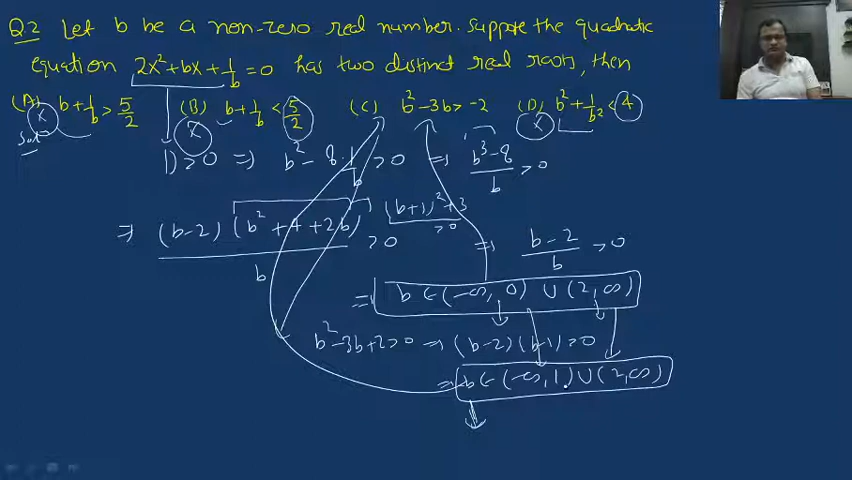 Q.2 Let b be a non-zero real number. Suppose the quadratic
equation 2x²+bx+1/b=0 has two distinct real roots, then
(A) b+1/b>5/2 (B) b+1/b<5/2 (C) b²-3b>-2 (D) b²+1/b²<4
X X X
Sol
D>0 ⇒ b²-8·1/b>0 ⇒ (b³-8)/b>0
⇒ (b-2)(b²+4+2b)/b>0 (b+1)²+3>0 ⇒ (b-2)/b>0
⇒ b∈(-∞,0)∪(2,∞)
b²-3b+2>0 ⇒ (b-2)(b-1)>0
⇒ b∈(-∞,1)∪(2,∞)